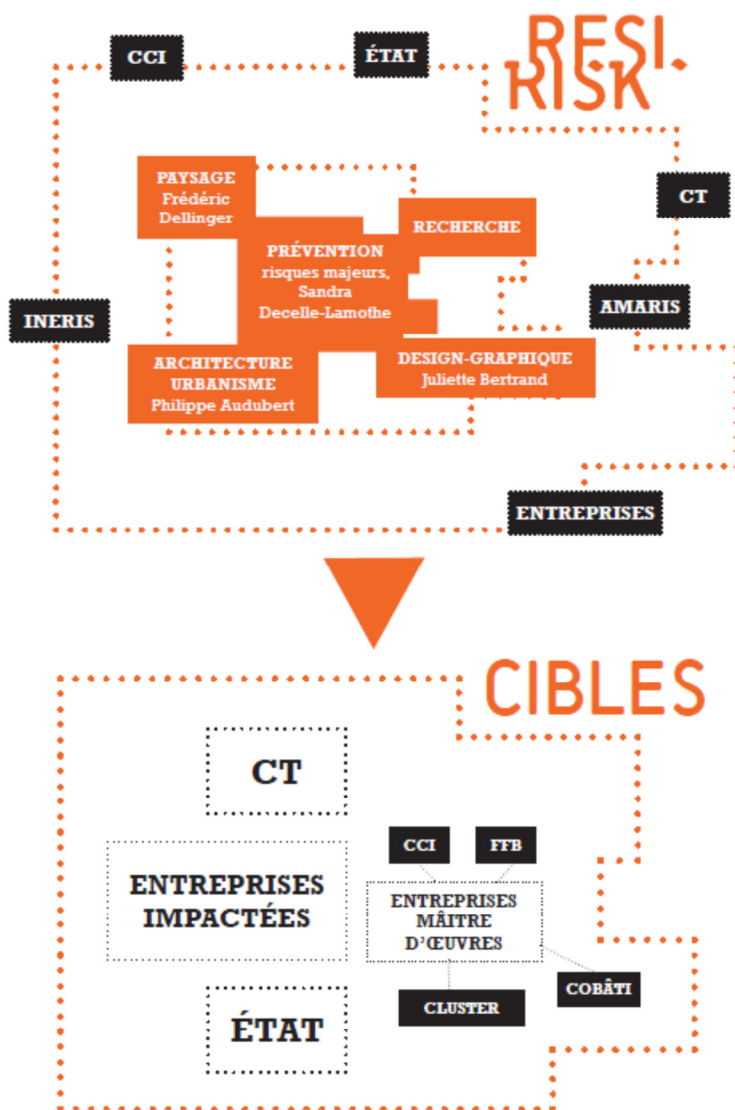 RESI.
RISK
CCI
ÉTAT
CT
PAYSAGE
Frédéric
Dellinger
RECHERCHE
PRÉVENTION
risques majeurs,
Sandra
Decelle-Lamothe
INERIS
AMARIS
ARCHITECTURE
URBANISME
Philippe Audubert
DESIGN-GRAPHIQUE
Juliette Bertrand
ENTREPRISES
CIBLES
CT
CCI
FFB
ENTREPRISES
IMPACTÉES
ENTREPRISES
MÂITRE
D'ŒUVRES
COBÂTI
CLUSTER
ÉTAT